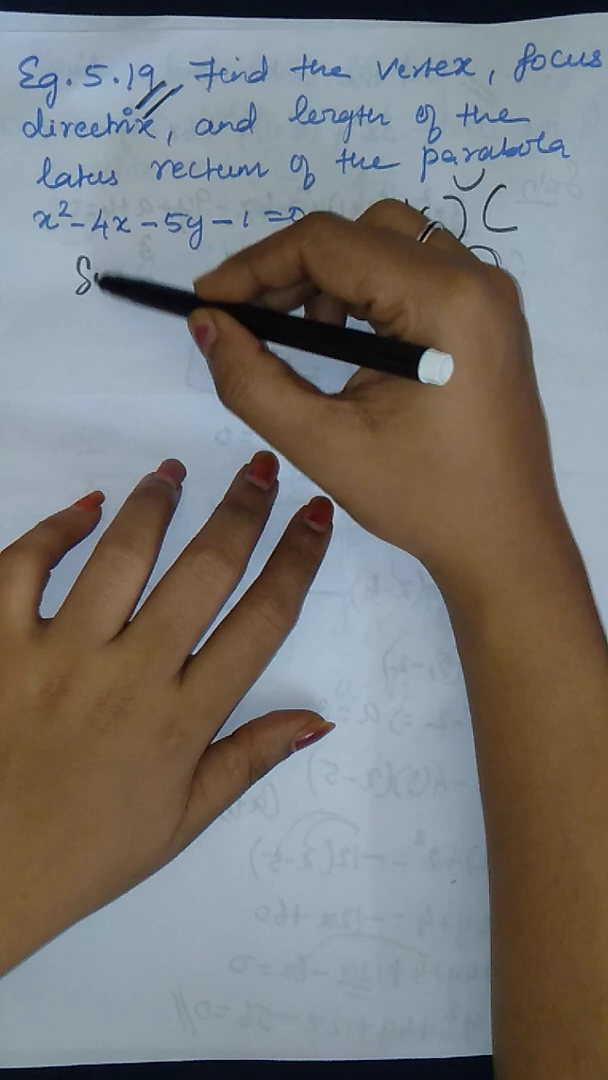 Eg. 5.19 Find the vertex, focus
directrix, and length of the
latus rectum of the parabola
x² - 4x - 5y - 1 = 0